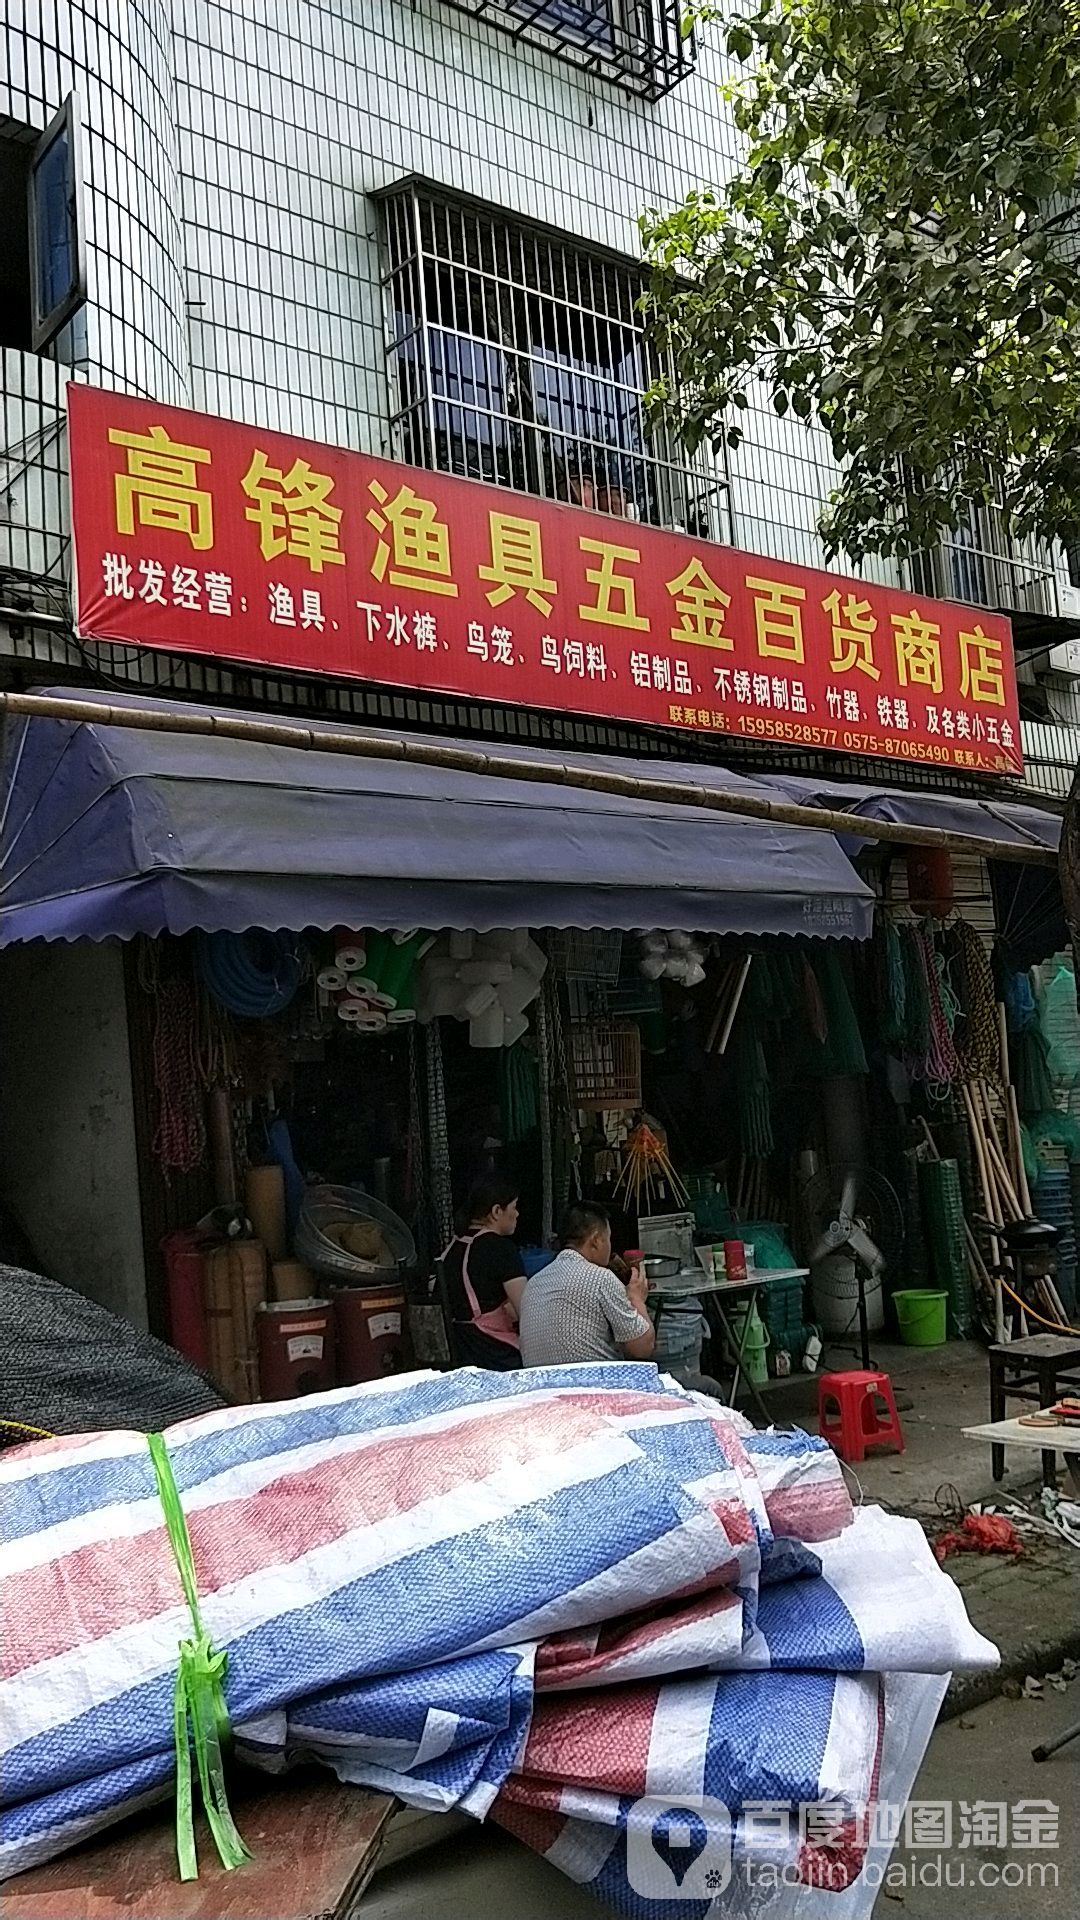 高锋渔具五金百货商店
批发经营：渔具、下水裤、鸟笼、鸟饲料、铝制品、不锈钢制品、竹器、铁器、及各类小五金
联系电话：15958528577 0575-87065490 联系人：高
百度地图淘金
taojin.baidu.com